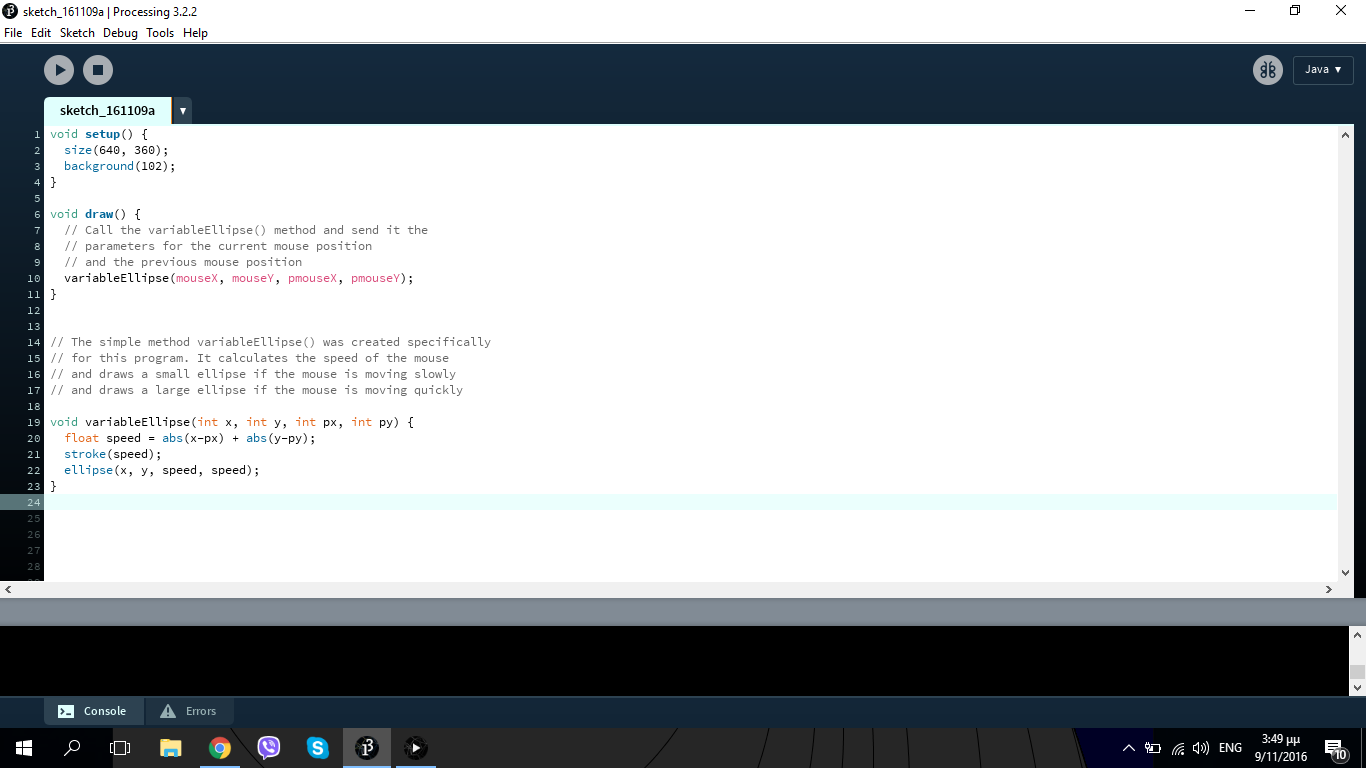 sketch_161109a | Processing 3.2.2
File Edit Sketch Debug Tools Help
Java ▼
sketch_161109a ▼
1 void setup() {
2   size(640, 360);
3   background(102);
4 }
5
6 void draw() {
7   // Call the variableEllipse() method and send it the
8   // parameters for the current mouse position
9   // and the previous mouse position
10   variableEllipse(mouseX, mouseY, pmouseX, pmouseY);
11 }
12
13
14 // The simple method variableEllipse() was created specifically
15 // for this program. It calculates the speed of the mouse
16 // and draws a small ellipse if the mouse is moving slowly
17 // and draws a large ellipse if the mouse is moving quickly
18
19 void variableEllipse(int x, int y, int px, int py) {
20   float speed = abs(x-px) + abs(y-py);
21   stroke(speed);
22   ellipse(x, y, speed, speed);
23 }
24
25
26
27
28
Console Errors
ENG
3:49 μμ
9/11/2016
10